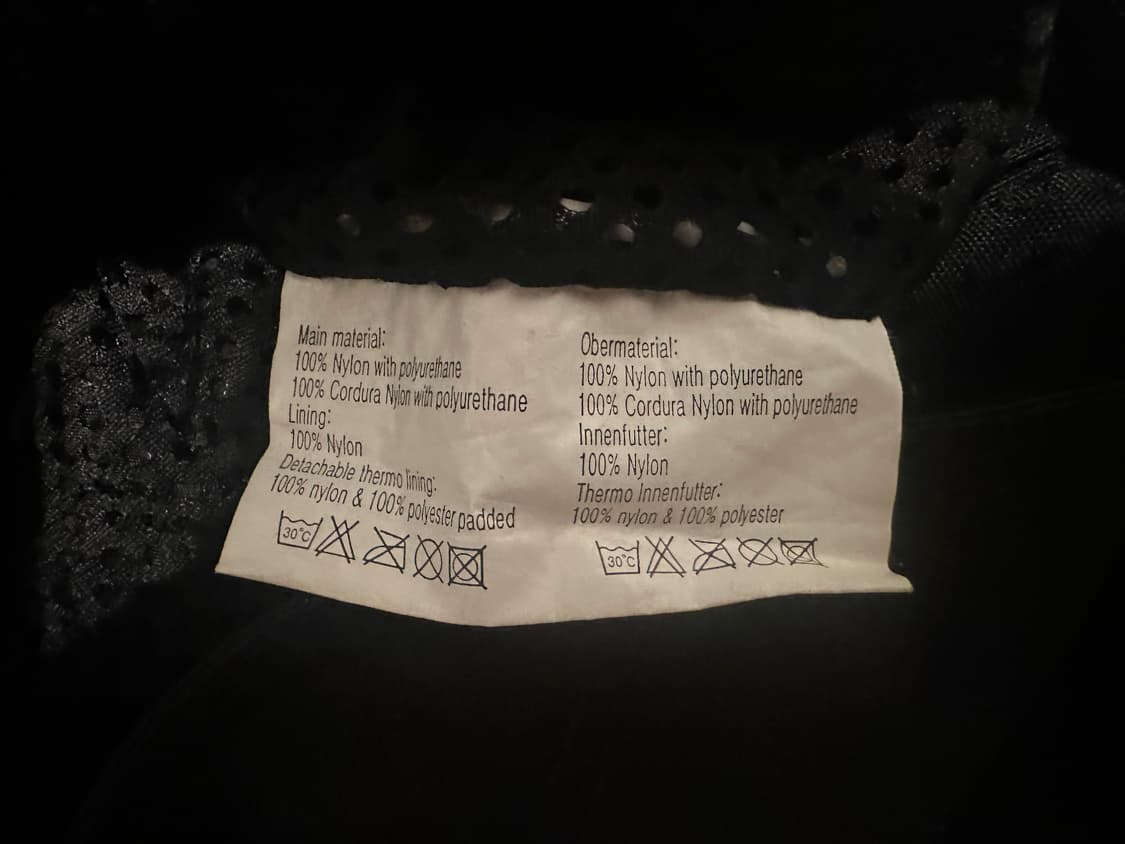 Main material:
100% Nylon with polyurethane
100% Cordura Nylon with polyurethane
Lining:
100% Nylon
Detachable thermo lining:
100% nylon & 100% polyester padded
30°C
Obermaterial:
100% Nylon with polyurethane
100% Cordura Nylon with polyurethane
Innenfutter:
100% Nylon
Thermo Innenfutter:
100% nylon & 100% polyester
30°C